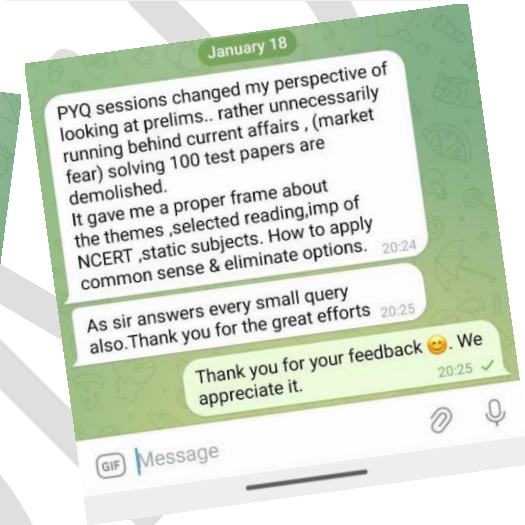 January 18
PYQ sessions changed my perspective of
looking at prelims.. rather unnecessarily
running behind current affairs , (market
fear) solving 100 test papers are
demolished.
It gave me a proper frame about
the themes ,selected reading,imp of
NCERT ,static subjects. How to apply
common sense & eliminate options. 20:24
As sir answers every small query
also.Thank you for the great efforts 20:25
Thank you for your feedback 😊. We
appreciate it. 20:25
GIF Message